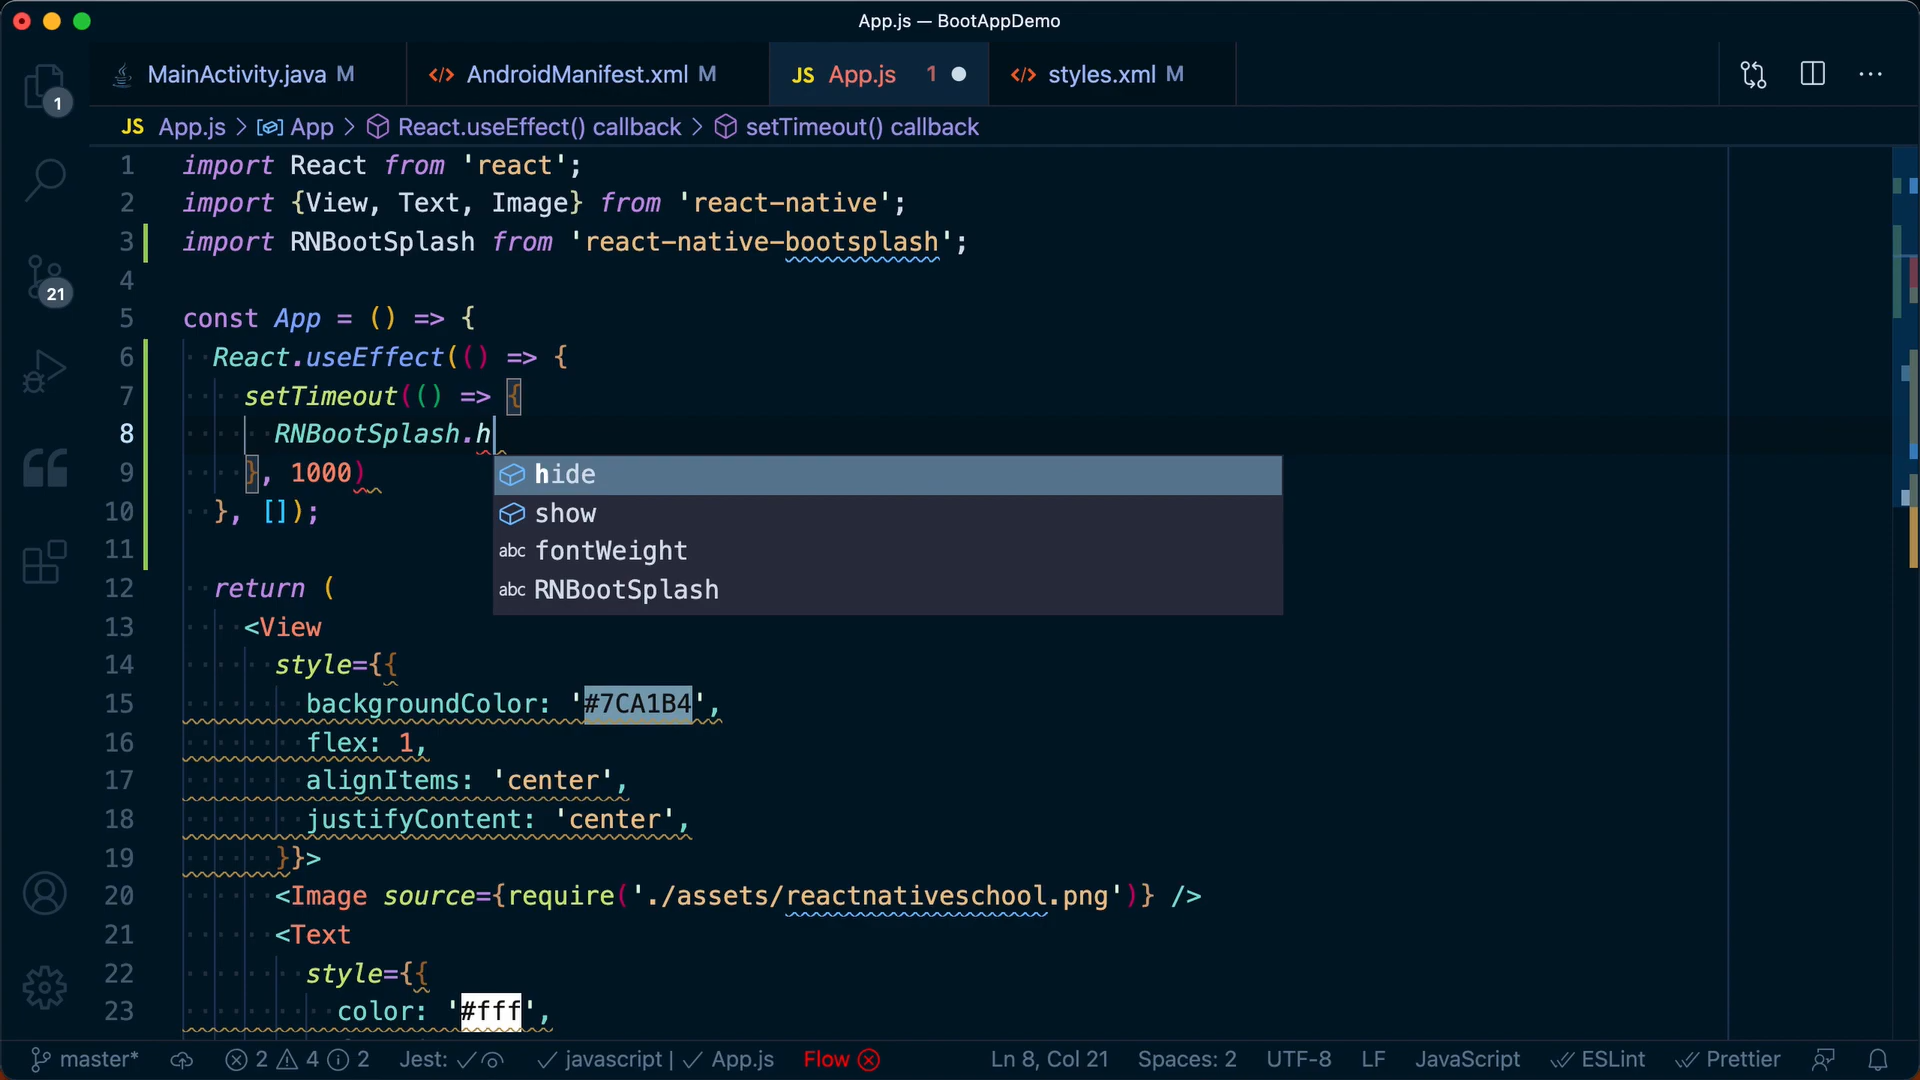 App.js — BootAppDemo
MainActivity.java M
AndroidManifest.xml M
JS App.js 1
styles.xml M
JS App.js > App > React.useEffect() callback > setTimeout() callback
1
21
1 import React from 'react';
2 import {View, Text, Image} from 'react-native';
3 import RNBootSplash from 'react-native-bootsplash';
4
5 const App = () => {
6 React.useEffect(() => {
7 setTimeout(() => {
8 RNBootSplash.h
9 }, 1000)
10 }, []);
11
12 return (
13 <View
14 style={{
15 backgroundColor: '#7CA1B4',
16 flex: 1,
17 alignItems: 'center',
18 justifyContent: 'center',
19 }}>
20 <Image source={require('./assets/reactnativeschool.png')} />
21 <Text
22 style={{
23 color: '#fff',
hide
show
abc fontWeight
abc RNBootSplash
master* 2 4 2 Jest: javascript | App.js Flow Ln 8, Col 21 Spaces: 2 UTF-8 LF JavaScript ESLint Prettier